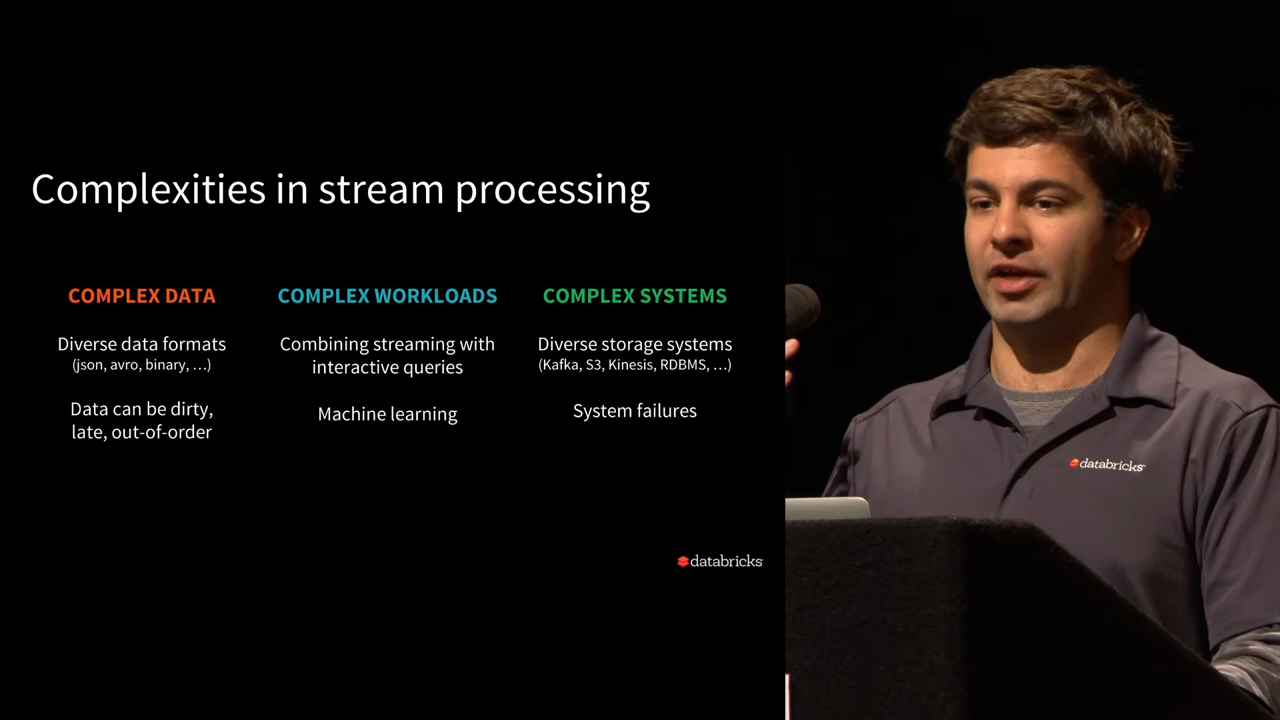 Complexities in stream processing
COMPLEX DATA
Diverse data formats
(json, avro, binary, …)
Data can be dirty,
late, out-of-order
COMPLEX WORKLOADS
Combining streaming with
interactive queries
Machine learning
COMPLEX SYSTEMS
Diverse storage systems
(Kafka, S3, Kinesis, RDBMS, …)
System failures
databricks
databricks